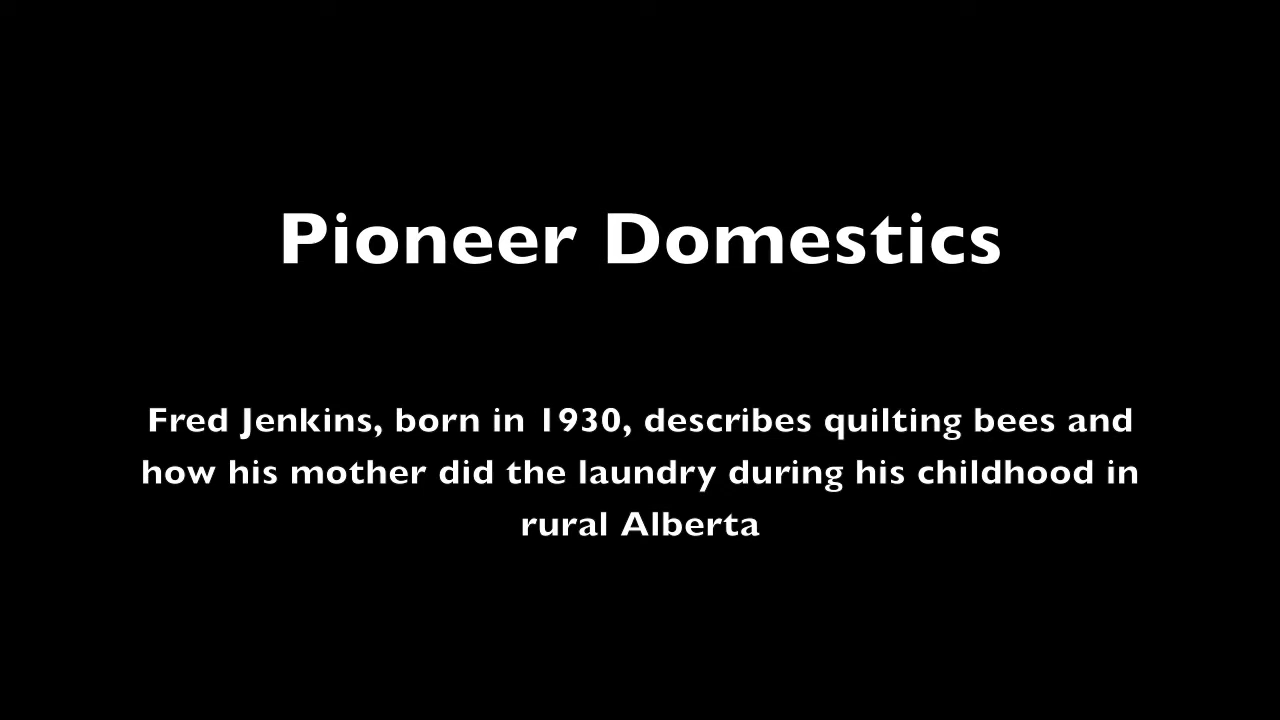 Pioneer Domestics
Fred Jenkins, born in 1930, describes quilting bees and
how his mother did the laundry during his childhood in
rural Alberta